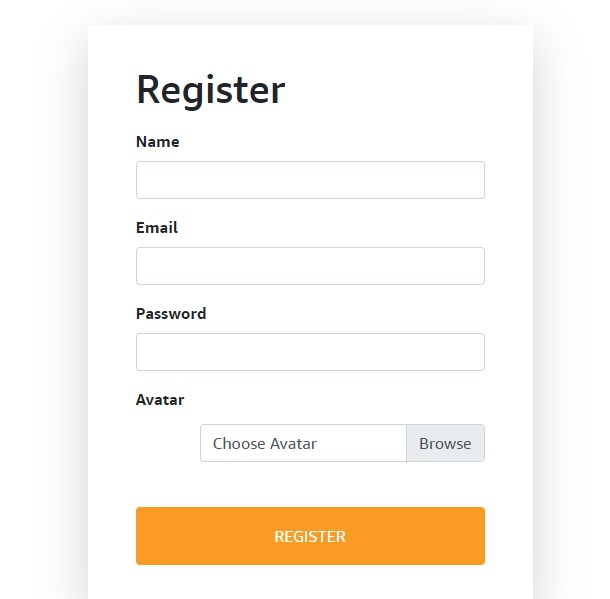 Register
Name
Email
Password
Avatar
Choose Avatar Browse
REGISTER